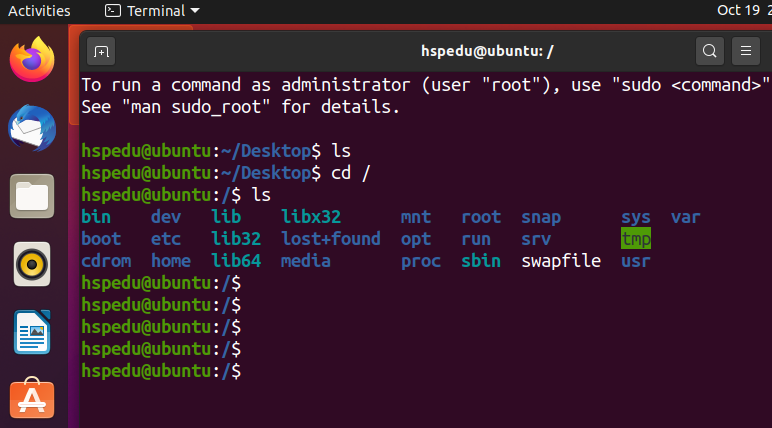 Activities Terminal Oct 19
hspedu@ubuntu: /
To run a command as administrator (user "root"), use "sudo <command>"
See "man sudo_root" for details.
hspedu@ubuntu:~/Desktop$ ls
hspedu@ubuntu:~/Desktop$ cd /
hspedu@ubuntu:/$ ls
bin dev lib libx32 mnt root snap sys var
boot etc lib32 lost+found opt run srv tmp
cdrom home lib64 media proc sbin swapfile usr
hspedu@ubuntu:/$
hspedu@ubuntu:/$
hspedu@ubuntu:/$
hspedu@ubuntu:/$
hspedu@ubuntu:/$